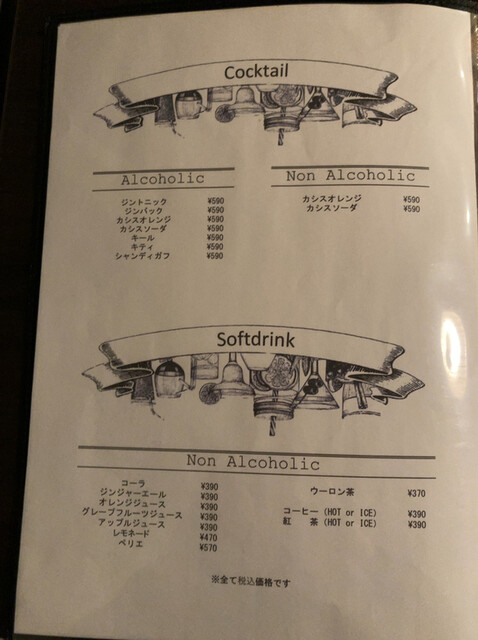 Cocktail
Alcoholic
ジントニック ¥590
ジンバック ¥590
カシスオレンジ ¥590
カシスソーダ ¥590
キール ¥590
キティ ¥590
シャンディガフ ¥590
Non Alcoholic
カシスオレンジ ¥590
カシスソーダ ¥590
Softdrink
Non Alcoholic
コーラ ¥390
ジンジャーエール ¥390
オレンジジュース ¥390
グレープフルーツジュース ¥390
アップルジュース ¥390
レモネード ¥470
ペリエ ¥570
ウーロン茶 ¥370
コーヒー (HOT or ICE) ¥390
紅 茶 (HOT or ICE) ¥390
※全て税込価格です